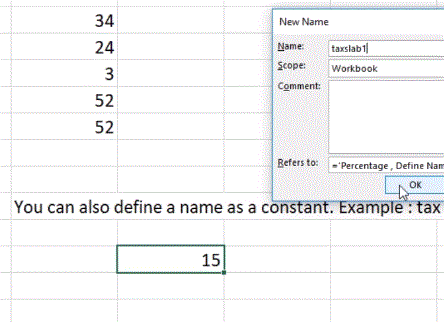 34
24
3
52
52
New Name
Name: taxslab1
Scope: Workbook
Comment:
Refers to: ='Percentage , Define Nam
OK
You can also define a name as a constant. Example : tax
15